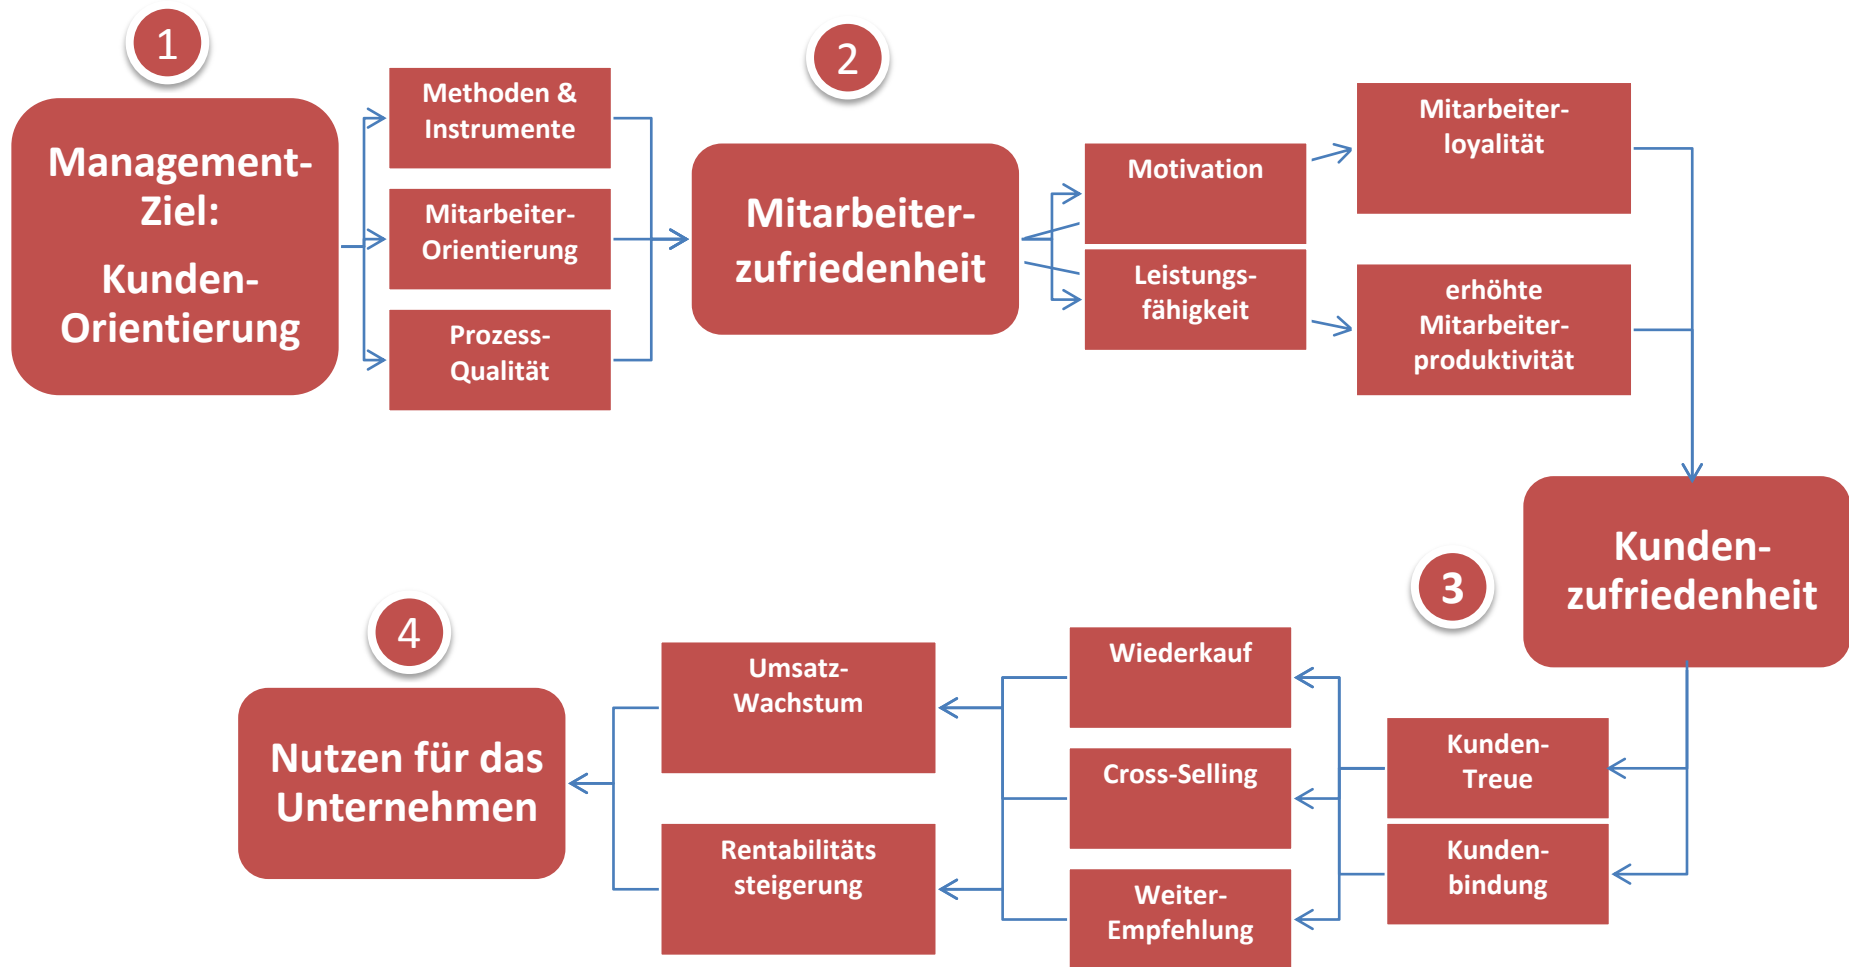 1
Management-
Ziel:
Kunden-
Orientierung
Methoden &
Instrumente
Mitarbeiter-
Orientierung
Prozess-
Qualität
2
Mitarbeiter-
zufriedenheit
Motivation
Leistungs-
fähigkeit
Mitarbeiter-
loyalität
erhöhte
Mitarbeiter-
produktivität
3
Kunden-
zufriedenheit
Kunden-
Treue
Kunden-
bindung
Wiederkauf
Cross-Selling
Weiter-
Empfehlung
Umsatz-
Wachstum
Rentabilitäts
steigerung
4
Nutzen für das
Unternehmen